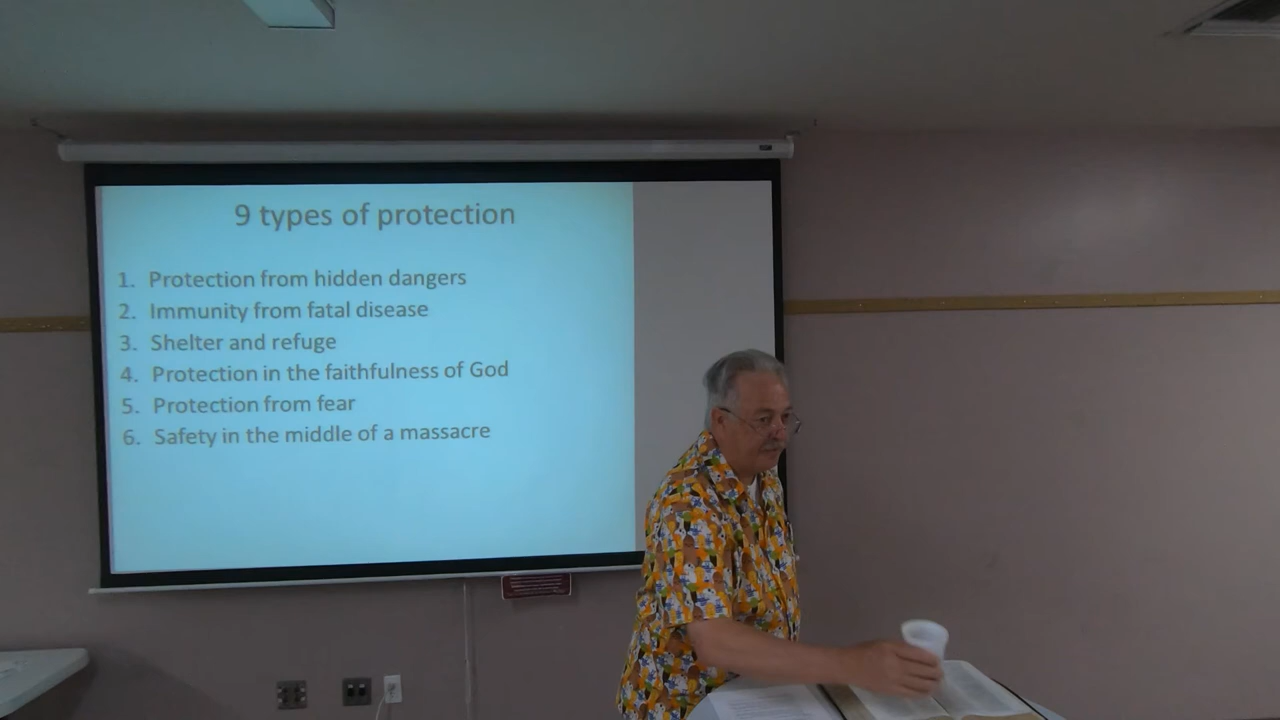 9 types of protection
1. Protection from hidden dangers
2. Immunity from fatal disease
3. Shelter and refuge
4. Protection in the faithfulness of God
5. Protection from fear
6. Safety in the middle of a massacre